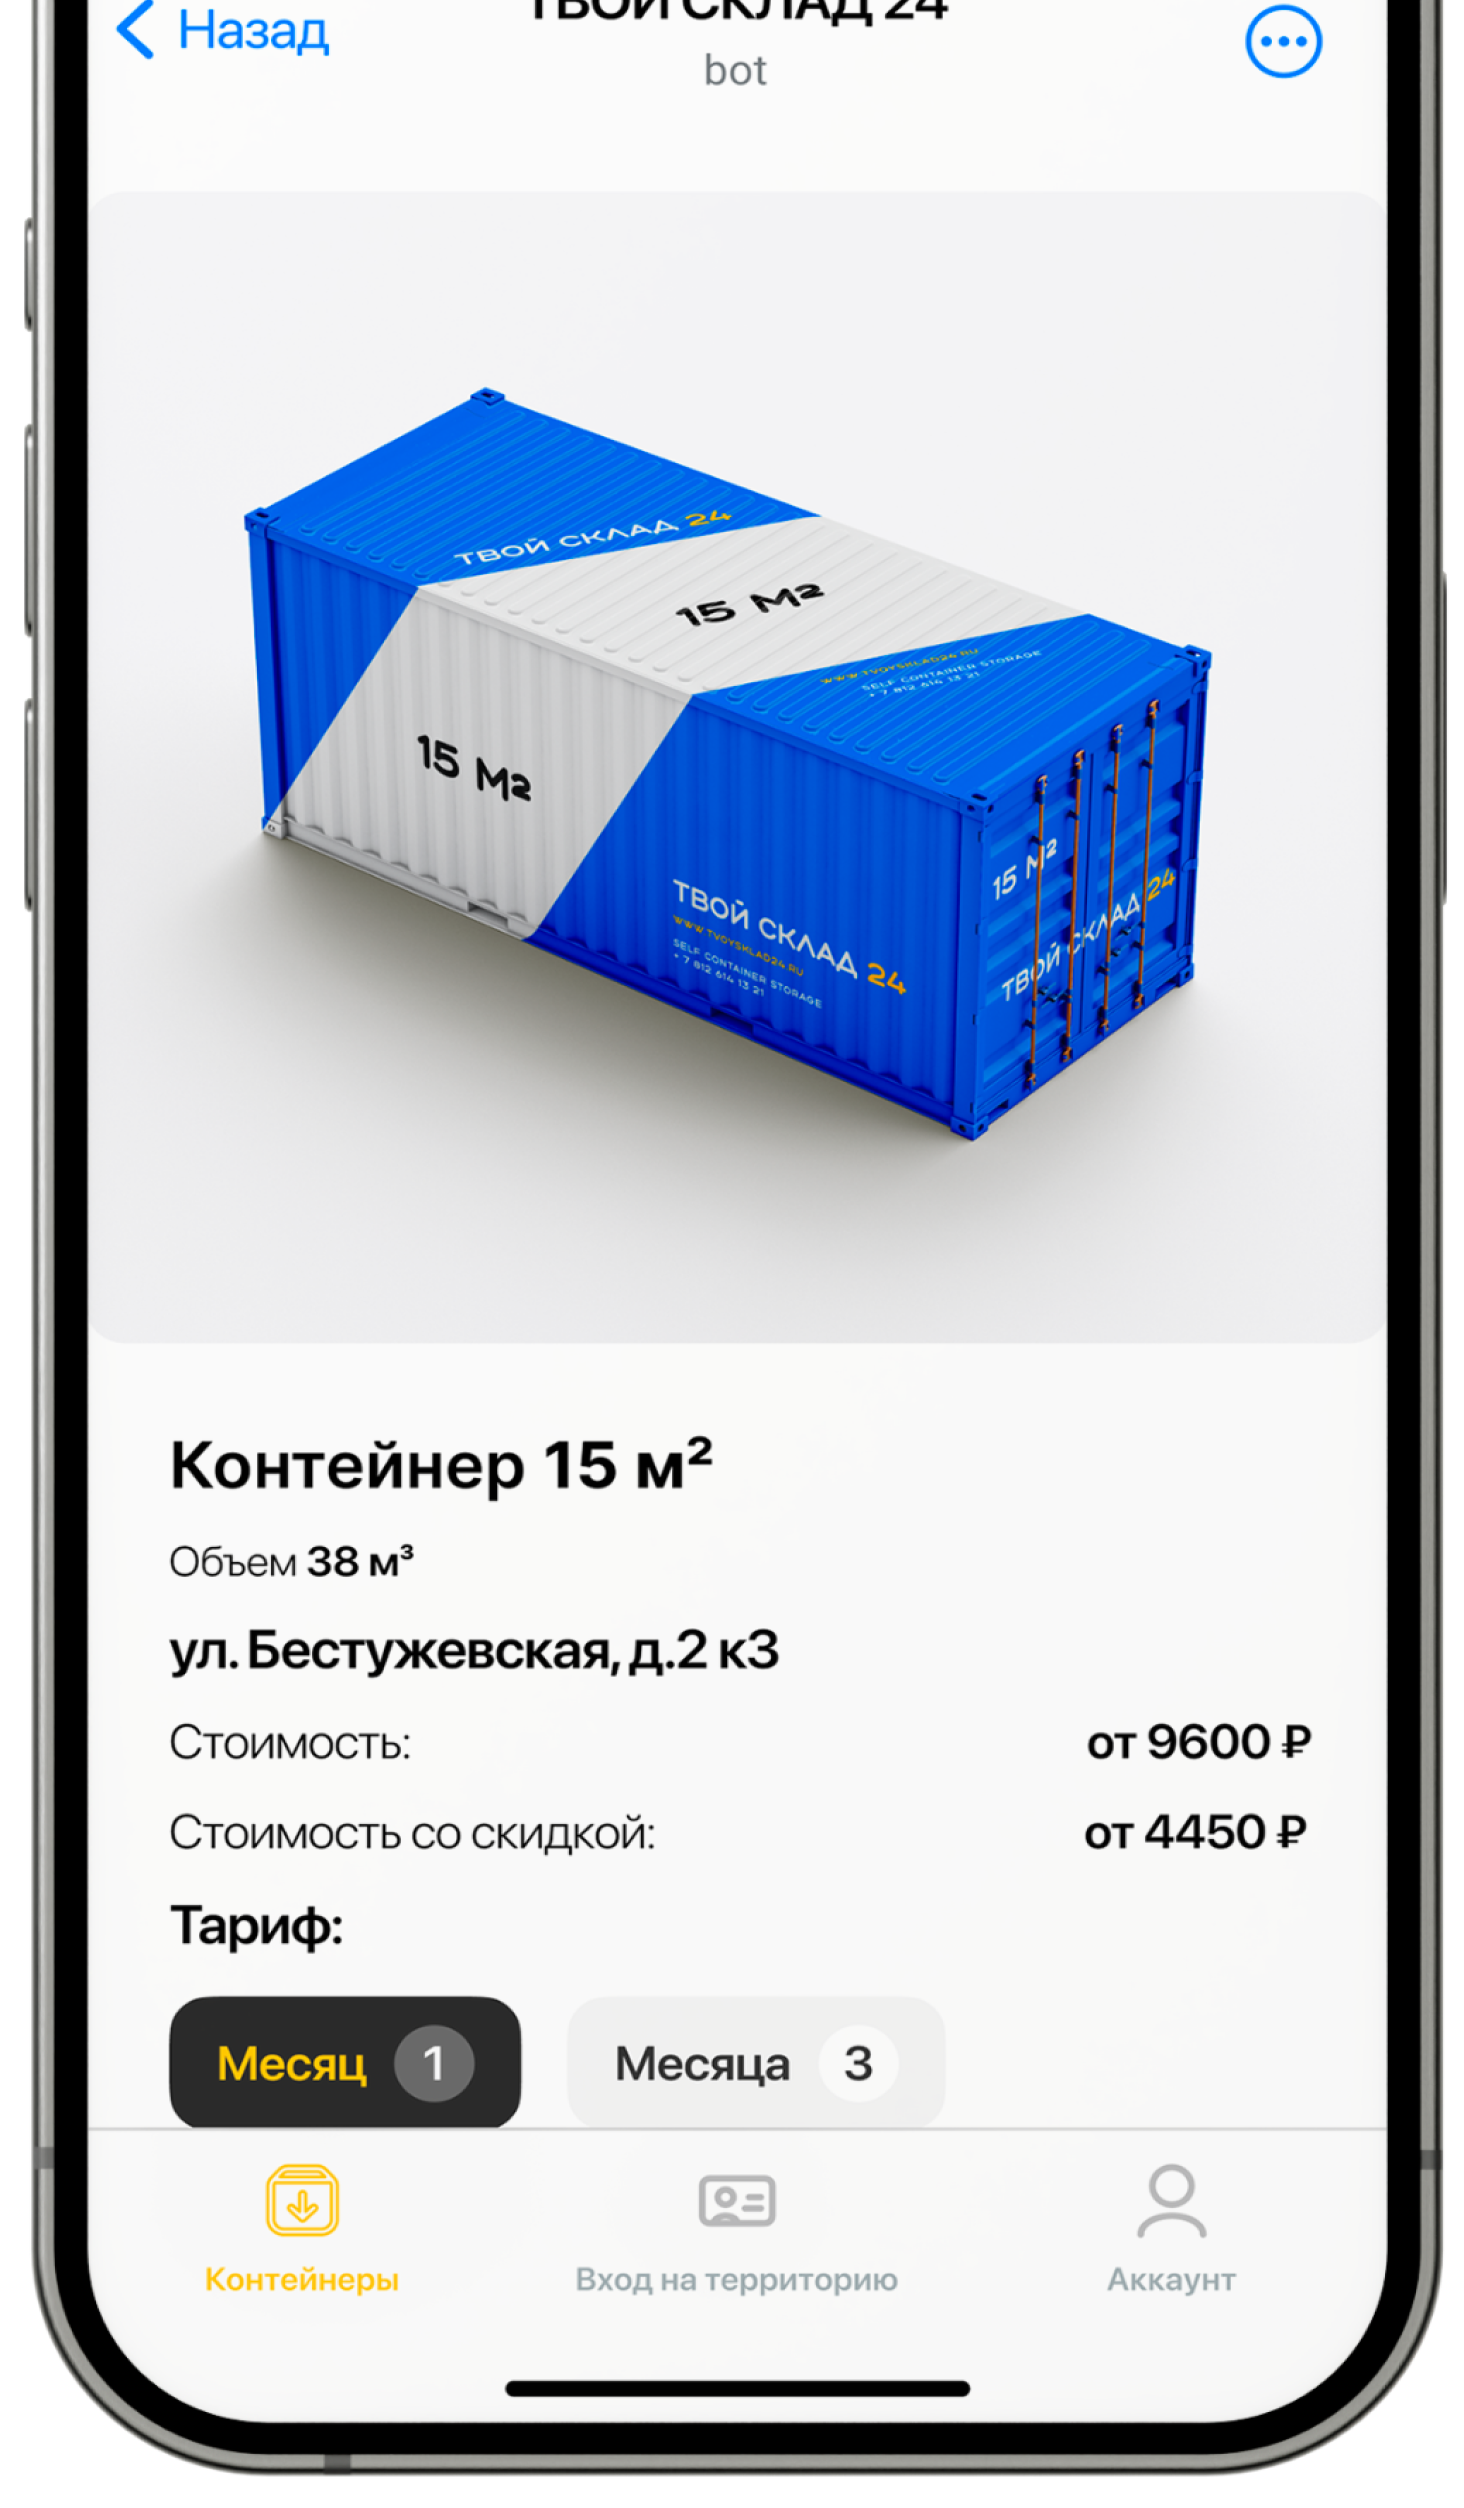 Назад
ТВОЙ СКЛАД 24
bot
ТВОЙ СКЛАД 24
15 М2
WWW.TVOYSKLAD24.RU
SELF CONTAINER STORAGE
+ 7 812 614 13 21
15 М2
ТВОЙ СКЛАД 24
WWW.TVOYSKLAD24.RU
SELF CONTAINER STORAGE
+ 7 812 614 13 21
15 М2
ТВОЙ СКЛАД 24
Контейнер 15 м²
Объем 38 м³
ул. Бестужевская, д.2 к3
Стоимость: от 9600 ₽
Стоимость со скидкой: от 4450 ₽
Тариф:
Месяц 1 Месяца 3
Контейнеры Вход на территорию Аккаунт